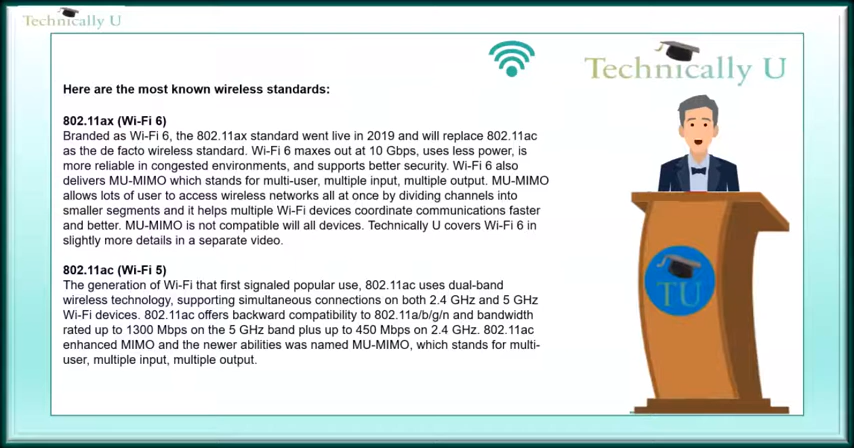 Technically U
Technically U
Here are the most known wireless standards:
802.11ax (Wi-Fi 6)
Branded as Wi-Fi 6, the 802.11ax standard went live in 2019 and will replace 802.11ac
as the de facto wireless standard. Wi-Fi 6 maxes out at 10 Gbps, uses less power, is
more reliable in congested environments, and supports better security. Wi-Fi 6 also
delivers MU-MIMO which stands for multi-user, multiple input, multiple output. MU-MIMO
allows lots of user to access wireless networks all at once by dividing channels into
smaller segments and it helps multiple Wi-Fi devices coordinate communications faster
and better. MU-MIMO is not compatible will all devices. Technically U covers Wi-Fi 6 in
slightly more details in a separate video.
802.11ac (Wi-Fi 5)
The generation of Wi-Fi that first signaled popular use, 802.11ac uses dual-band
wireless technology, supporting simultaneous connections on both 2.4 GHz and 5 GHz
Wi-Fi devices. 802.11ac offers backward compatibility to 802.11a/b/g/n and bandwidth
rated up to 1300 Mbps on the 5 GHz band plus up to 450 Mbps on 2.4 GHz. 802.11ac
enhanced MIMO and the newer abilities was named MU-MIMO, which stands for multi-
user, multiple input, multiple output.
TU